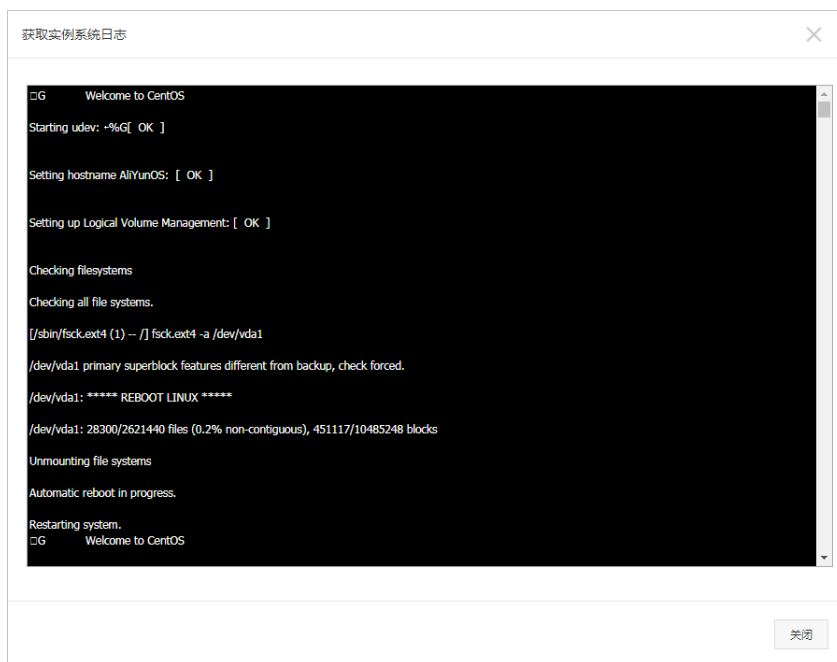 获取实例系统日志
□G Welcome to CentOS
Starting udev: ←%G[ OK ]
Setting hostname AliYunOS: [ OK ]
Setting up Logical Volume Management: [ OK ]
Checking filesystems
Checking all file systems.
[/sbin/fsck.ext4 (1) -- /] fsck.ext4 -a /dev/vda1
/dev/vda1 primary superblock features different from backup, check forced.
/dev/vda1: ***** REBOOT LINUX *****
/dev/vda1: 28300/2621440 files (0.2% non-contiguous), 451117/10485248 blocks
Unmounting file systems
Automatic reboot in progress.
Restarting system.
□G Welcome to CentOS
关闭